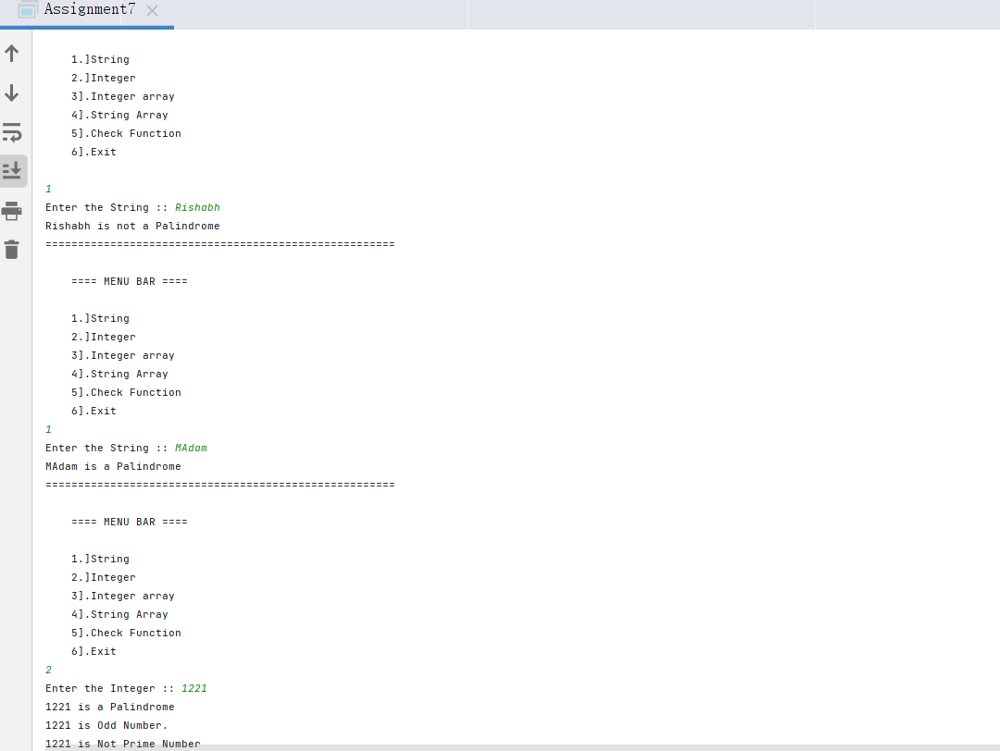 Assignment7
1.]String
2.]Integer
3].Integer array
4].String Array
5].Check Function
6].Exit
1
Enter the String :: Rishabh
Rishabh is not a Palindrome
======================================================
==== MENU BAR ====
1.]String
2.]Integer
3].Integer array
4].String Array
5].Check Function
6].Exit
1
Enter the String :: MAdam
MAdam is a Palindrome
======================================================
==== MENU BAR ====
1.]String
2.]Integer
3].Integer array
4].String Array
5].Check Function
6].Exit
2
Enter the Integer :: 1221
1221 is a Palindrome
1221 is Odd Number.
1221 is Not Prime Number